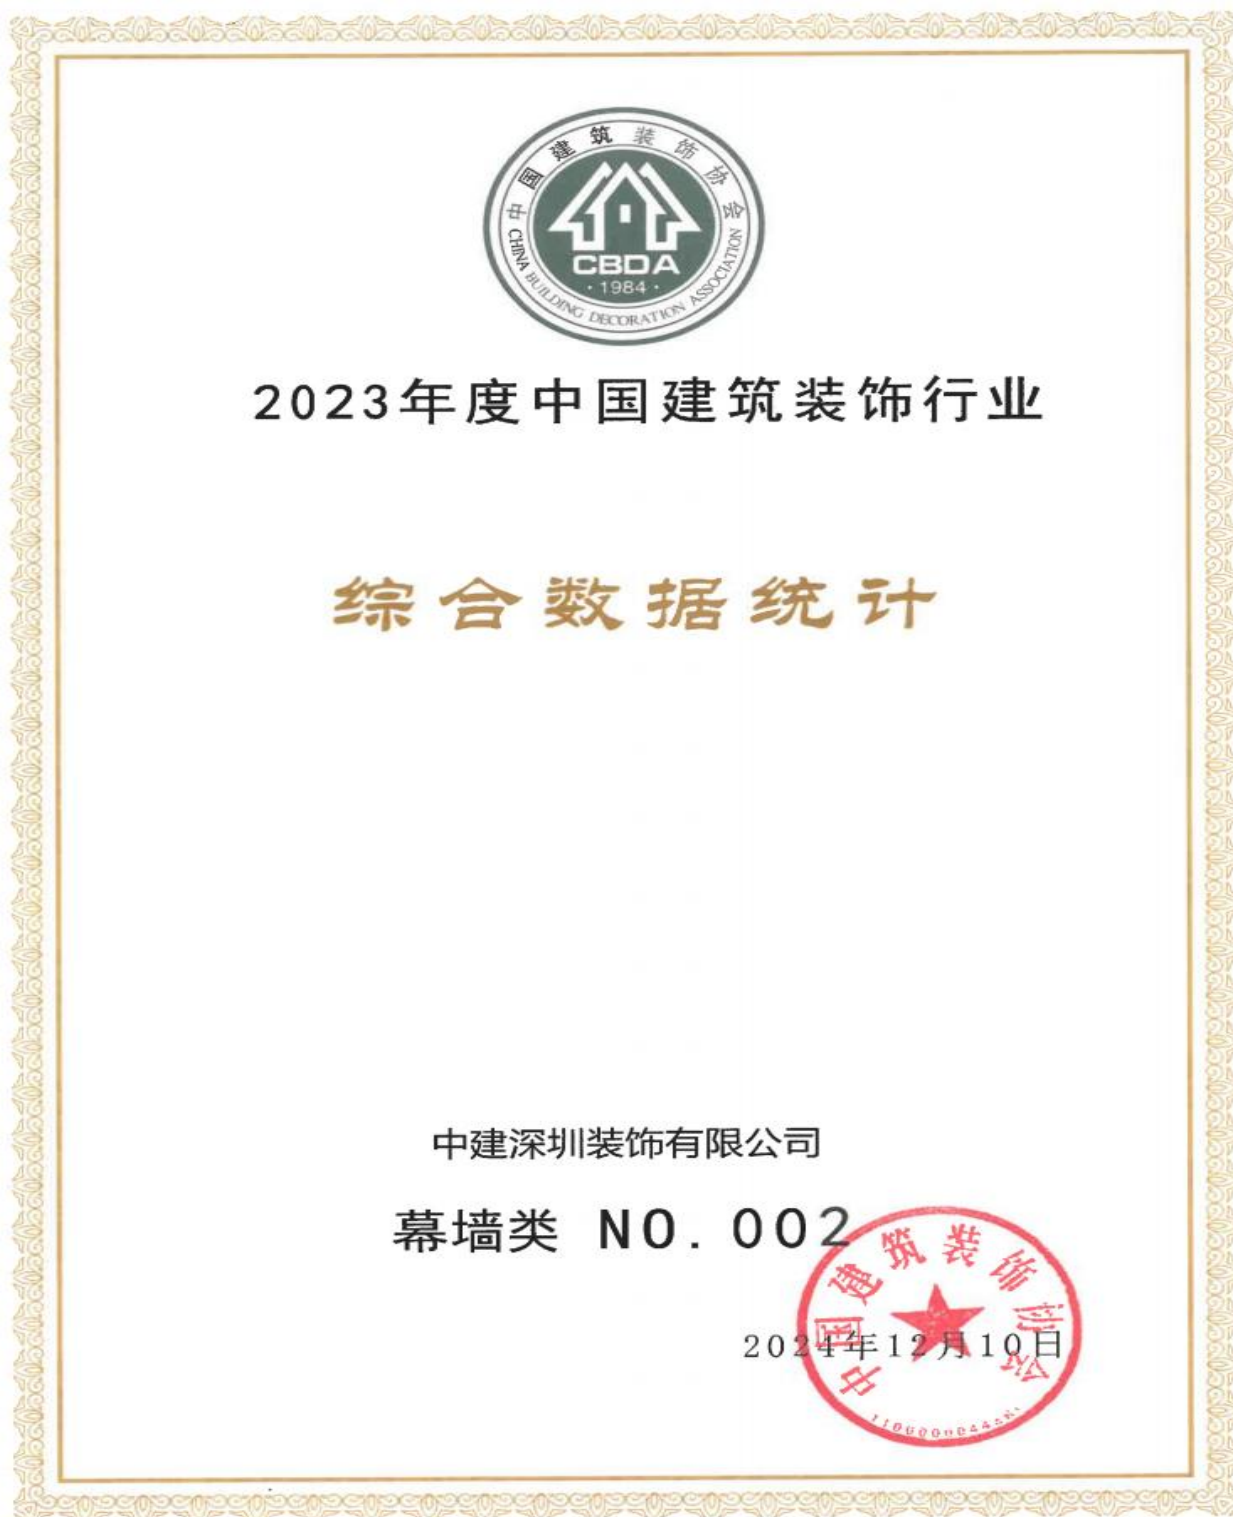 中国建筑装饰协会
CBDA
·1984·
CHINA BUILDING DECORATION ASSOCIATION
2023年度中国建筑装饰行业
综合数据统计
中建深圳装饰有限公司
幕墙类 NO.002
2024年12月10日
中国建筑装饰协会